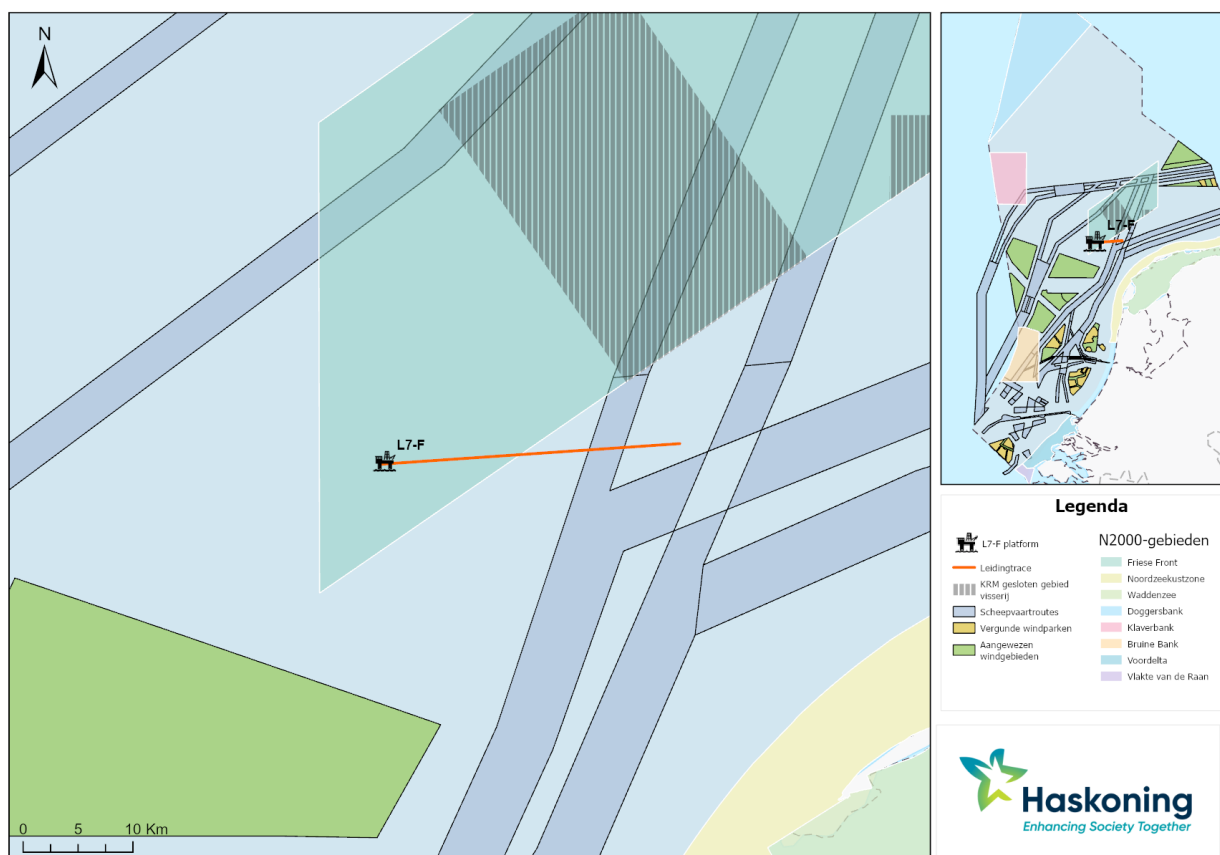 N
L7-F
0 5 10 Km
L7-F
Legenda
L7-F platform
Leidingtrace
KRM gesloten gebied
visserij
Scheepvaartroutes
Vergunde windparken
Aangewezen
windgebieden
N2000-gebieden
Friese Front
Noordzeekustzone
Waddenzee
Doggersbank
Klaverbank
Bruine Bank
Voordelta
Vlakte van de Raan
Haskoning
Enhancing Society Together